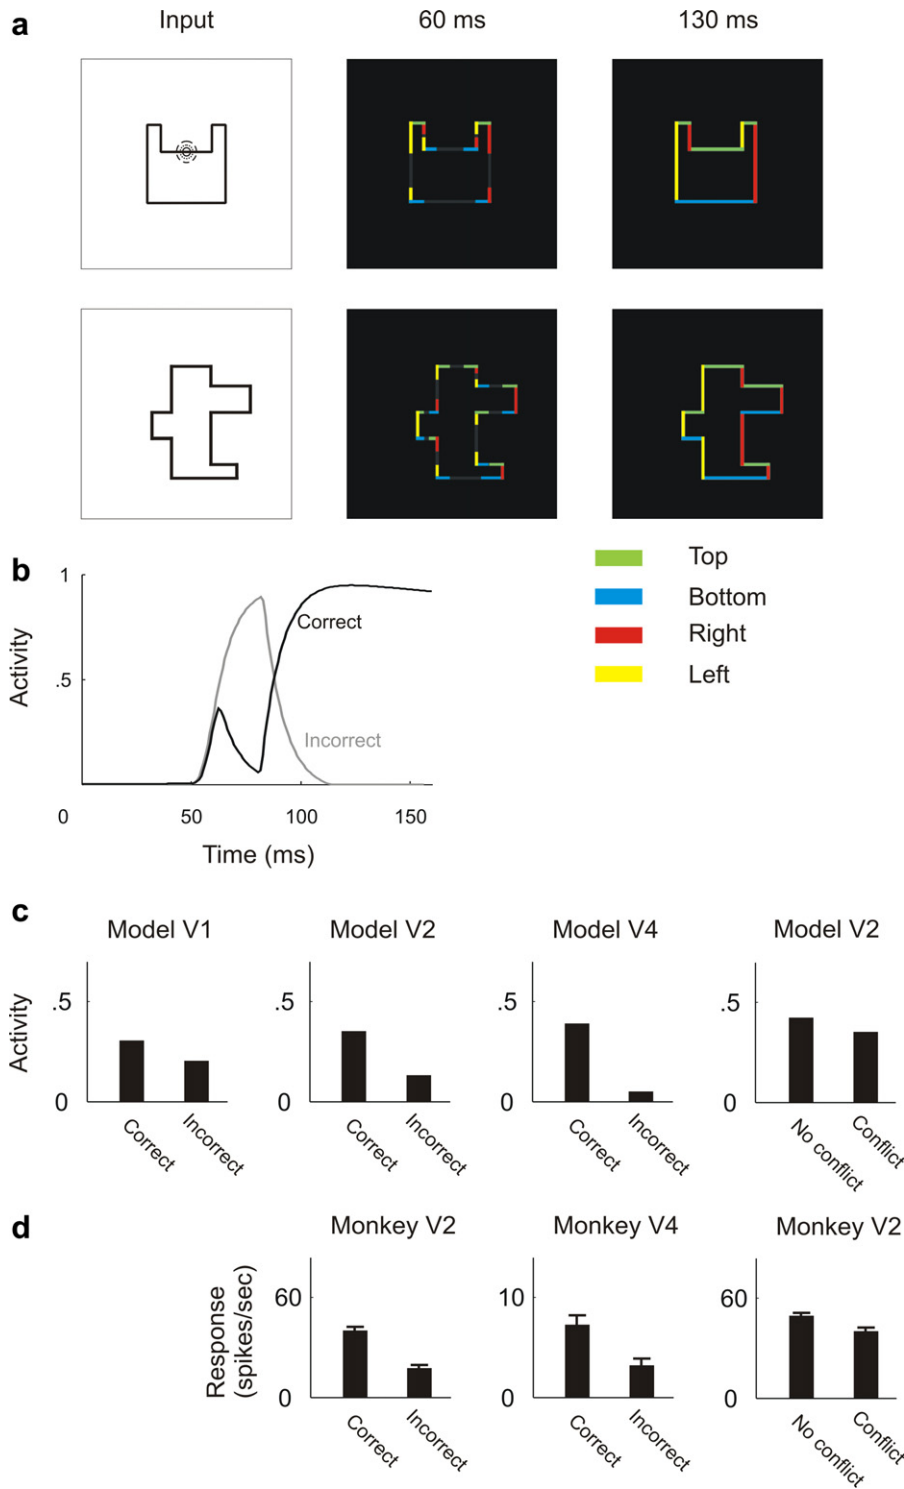 a
Input
60 ms
130 ms
b
1
.5
Activity
Correct
Incorrect
0
50
100
150
Time (ms)
Top
Bottom
Right
Left
c
Model V1
Model V2
Model V4
Model V2
Activity
.5
0
Correct
Incorrect
.5
0
Correct
Incorrect
.5
0
Correct
Incorrect
.5
0
No conflict
Conflict
d
Monkey V2
Monkey V4
Monkey V2
Response
(spikes/sec)
60
0
Correct
Incorrect
10
0
Correct
Incorrect
60
0
No conflict
Conflict